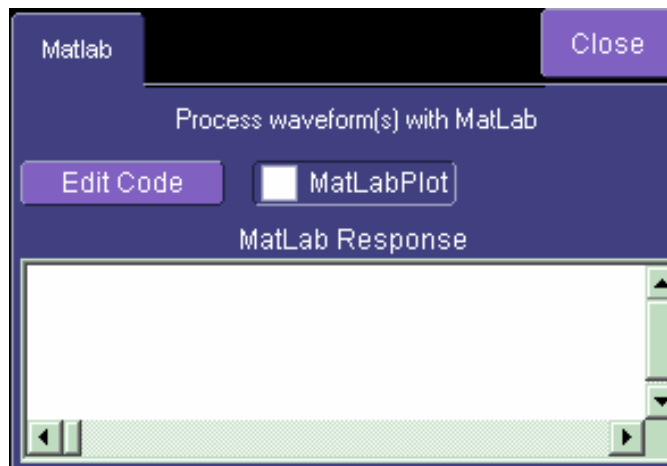 Matlab
Close
Process waveform(s) with MatLab
Edit Code
MatLabPlot
MatLab Response